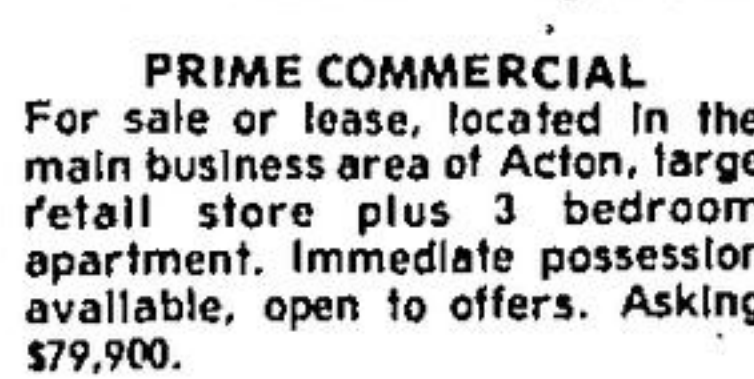 PRIME COMMERCIAL
For sale or lease, located in the
main business area of Acton, large
retail store plus 3 bedroom
apartment. Immediate possession
available, open to offers. Asking
$79,900.